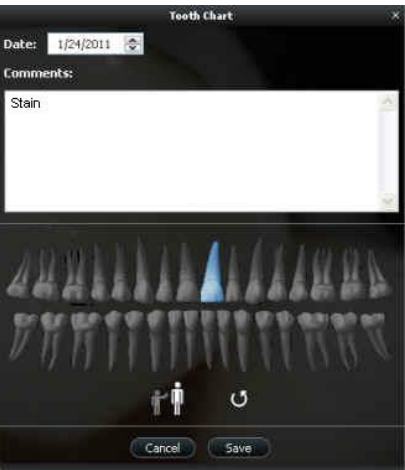 Tooth Chart
Date: 1/24/2011
Comments:
Stain
Cancel Save